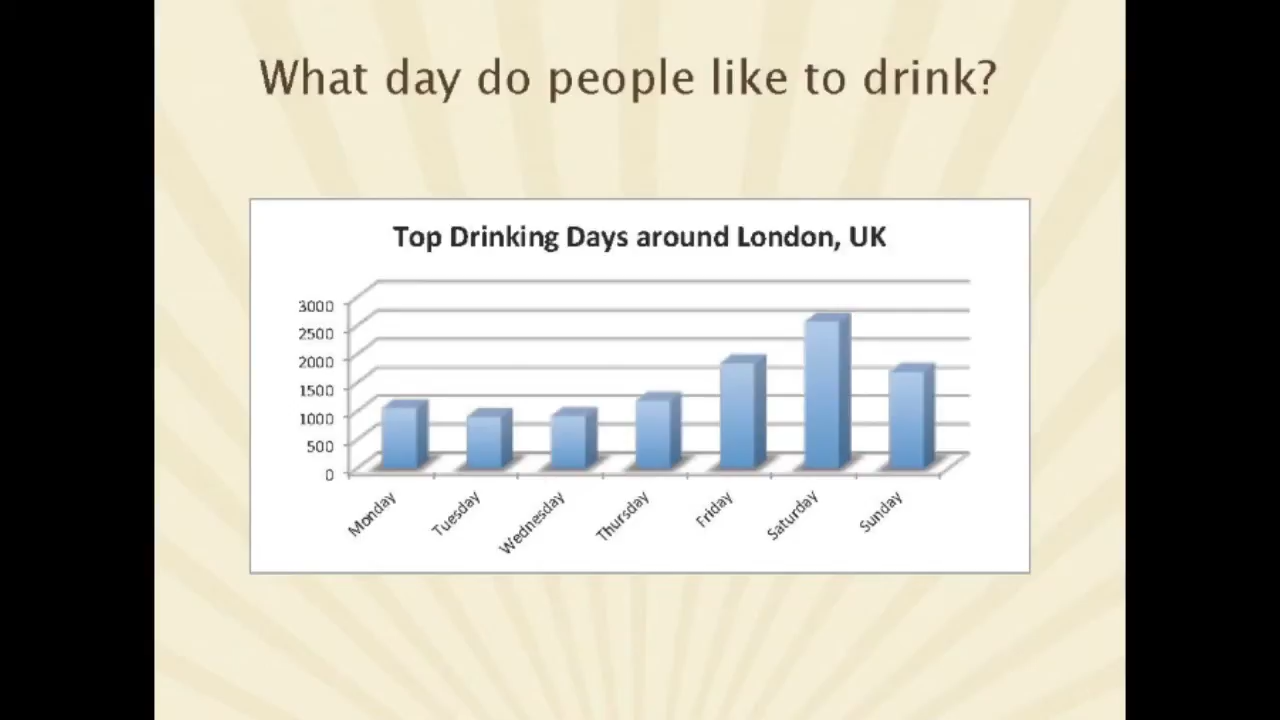 What day do people like to drink?
Top Drinking Days around London, UK
3000
2500
2000
1500
1000
500
0
Monday
Tuesday
Wednesday
Thursday
Friday
Saturday
Sunday